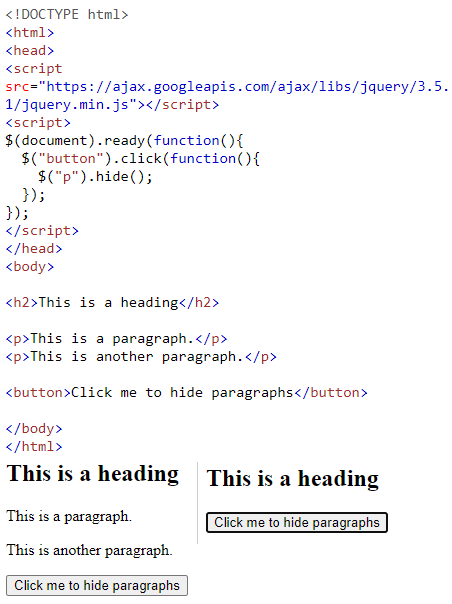 <!DOCTYPE html>
<html>
<head>
<script
src="https://ajax.googleapis.com/ajax/libs/jquery/3.5.
1/jquery.min.js"></script>
<script>
$(document).ready(function(){
  $("button").click(function(){
    $("p").hide();
  });
});
</script>
</head>
<body>

<h2>This is a heading</h2>

<p>This is a paragraph.</p>
<p>This is another paragraph.</p>

<button>Click me to hide paragraphs</button>

</body>
</html>
This is a heading
This is a paragraph.
This is another paragraph.
Click me to hide paragraphs
This is a heading
Click me to hide paragraphs